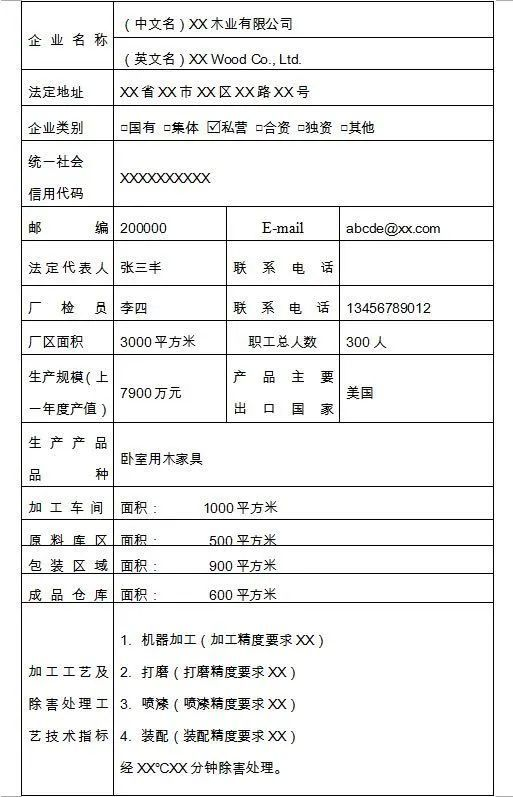 企业名称 （中文名）XX 木业有限公司
（英文名）XX Wood Co., Ltd.
法定地址 XX 省 XX 市 XX 区 XX 路 XX 号
企业类别 □国有 □集体 ☑私营 □合资 □独资 □其他
统一社会
信用代码 XXXXXXXXXX
邮编 200000 E-mail abcde@xx.com
法定代表人 张三丰 联系电话
厂检员 李四 联系电话 13456789012
厂区面积 3000 平方米 职工总人数 300 人
生产规模（上
一年度产值） 7900 万元 产品主要
出口国家 美国
生产产品
品种 卧室用木家具
加工车间 面积： 1000 平方米
原料库区 面积： 500 平方米
包装区域 面积： 900 平方米
成品仓库 面积： 600 平方米
加工工艺及
除害处理工
艺技术指标
1. 机器加工（加工精度要求 XX）
2. 打磨（打磨精度要求 XX）
3. 喷漆（喷漆精度要求 XX）
4. 装配（装配精度要求 XX）
经 XX℃XX 分钟除害处理。